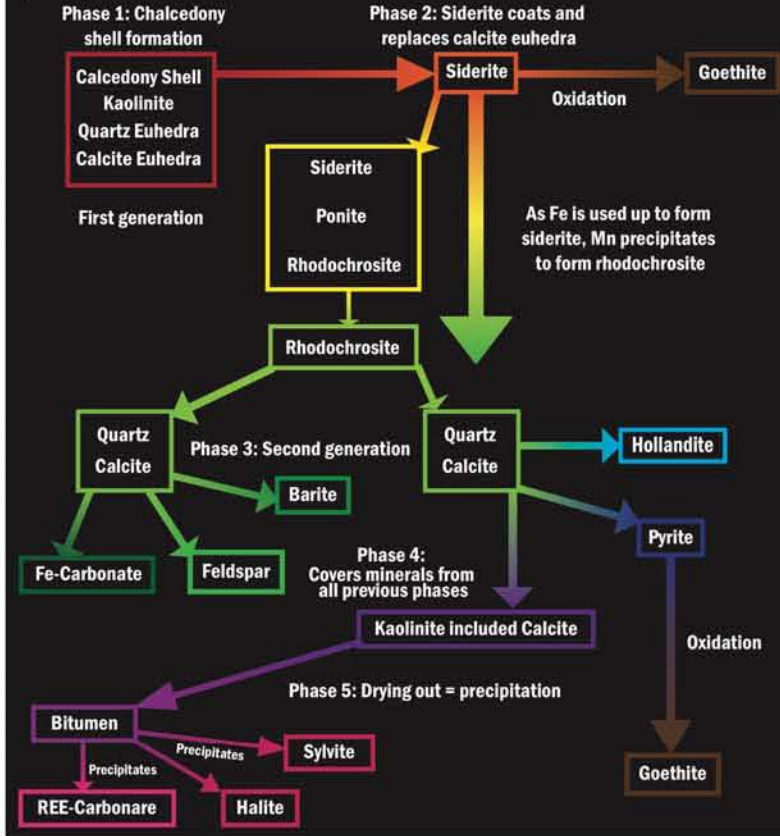 Phase 1: Chalcedony
shell formation
Phase 2: Siderite coats and
replaces calcite euhedra
Calcedony Shell
Kaolinite
Quartz Euhedra
Calcite Euhedra
Siderite
Goethite
Oxidation
First generation
Siderite
Ponite
Rhodochrosite
As Fe is used up to form
siderite, Mn precipitates
to form rhodochrosite
Rhodochrosite
Quartz
Calcite
Phase 3: Second generation
Quartz
Calcite
Hollandite
Barite
Pyrite
Fe-Carbonate
Feldspar
Phase 4:
Covers minerals from
all previous phases
Kaolinite included Calcite
Oxidation
Phase 5: Drying out = precipitation
Bitumen
Precipitates
Sylvite
Precipitates
Goethite
REE-Carbonare
Halite